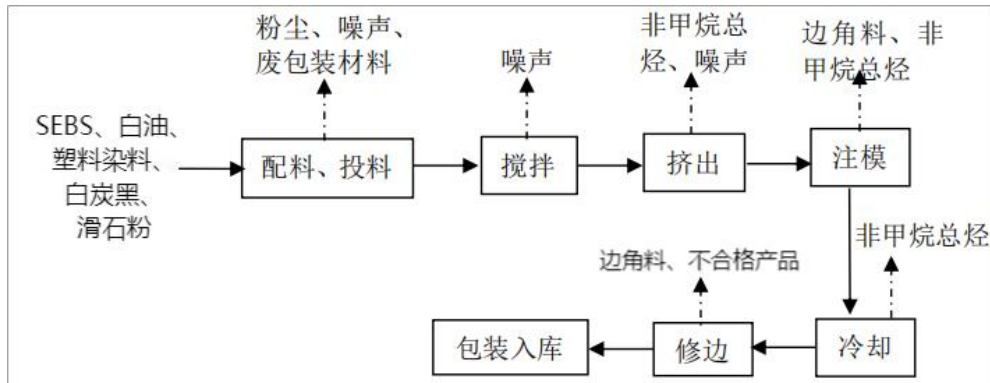 粉尘、噪声、
废包装材料
噪声
非甲烷总
烃、噪声
边角料、非
甲烷总烃
SEBS、白油、
塑料染料、
白炭黑、
滑石粉
配料、投料
搅拌
挤出
注模
非甲烷总烃
边角料、不合格产品
包装入库
修边
冷却